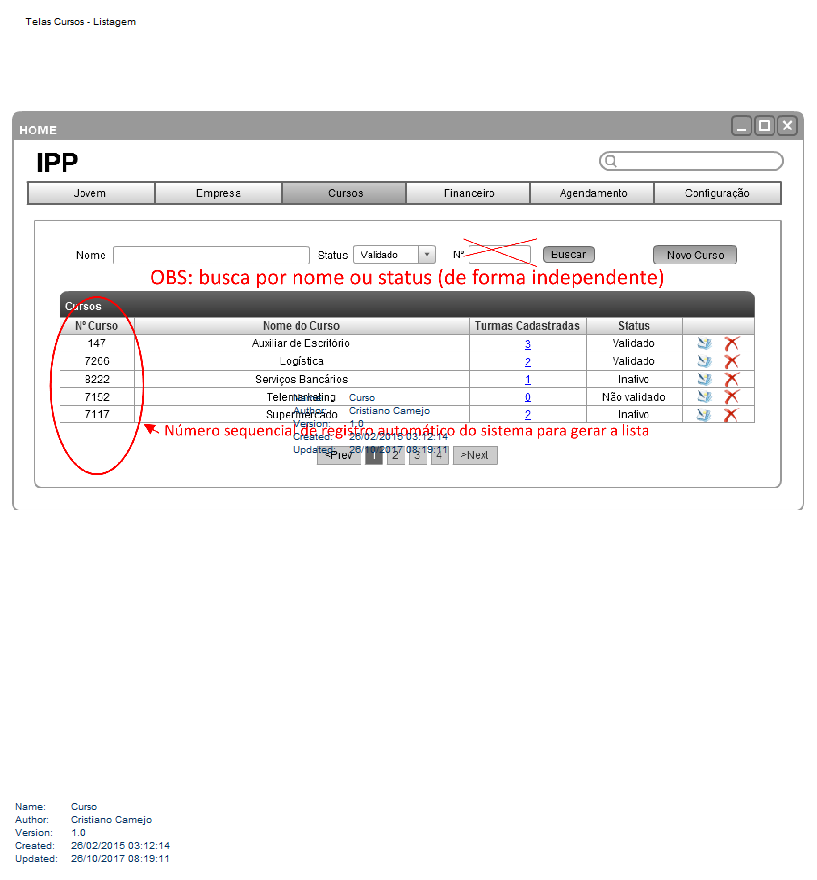 Telas Cursos - Listagem
HOME
IPP
Jovem Empresa Cursos Financeiro Agendamento Configuração
Nome Status Validado Nº Buscar Novo Curso
OBS: busca por nome ou status (de forma independente)
Cursos
Nº Curso Nome do Curso Turmas Cadastradas Status
147 Auxiliar de Escritório 3 Validado
7266 Logística 2 Validado
8222 Serviços Bancários 1 Inativo
7152 Telemarketing 0 Não validado
Name: Curso
Author: Cristiano Camejo
7117 Supermercado 2 Inativo
Version: 1.0
Número sequencial de registro automático do sistema para gerar a lista
Created: 26/02/2015 03:12:14
Updated: 26/10/2017 08:19:11
<Prev 1 2 3 4 >Next
Name: Curso
Author: Cristiano Camejo
Version: 1.0
Created: 26/02/2015 03:12:14
Updated: 26/10/2017 08:19:11